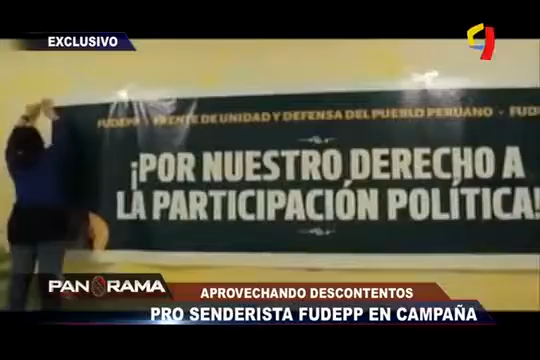 EXCLUSIVO
FUDEPP - FRENTE DE UNIDAD Y DEFENSA DEL PUEBLO PERUANO - FUD
¡POR NUESTRO DERECHO A
LA PARTICIPACIÓN POLÍTICA!
PANORAMA
APROVECHANDO DESCONTENTOS
PRO SENDERISTA FUDEPP EN CAMPAÑA